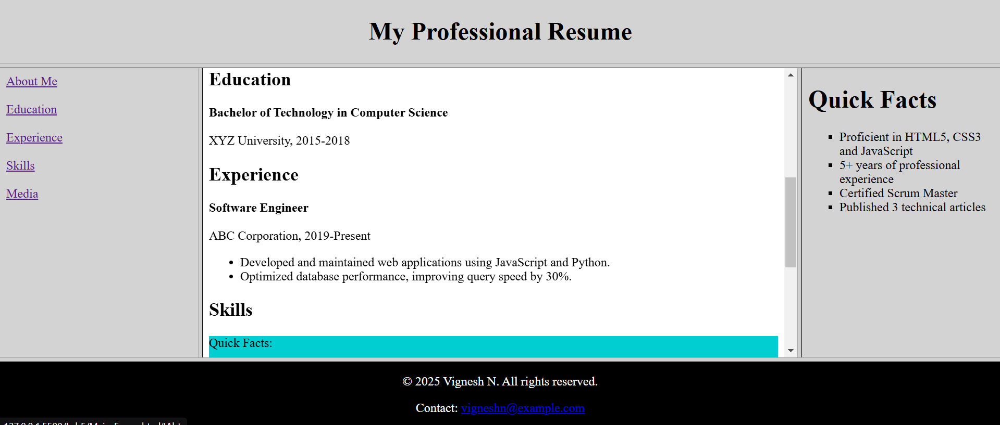 My Professional Resume
About Me
Education
Experience
Skills
Media
Education
Bachelor of Technology in Computer Science
XYZ University, 2015-2018
Experience
Software Engineer
ABC Corporation, 2019-Present
• Developed and maintained web applications using JavaScript and Python.
• Optimized database performance, improving query speed by 30%.
Skills
Quick Facts:
Quick Facts
▪ Proficient in HTML5, CSS3
and JavaScript
▪ 5+ years of professional
experience
▪ Certified Scrum Master
▪ Published 3 technical articles
© 2025 Vignesh N. All rights reserved.
Contact: vigneshn@example.com